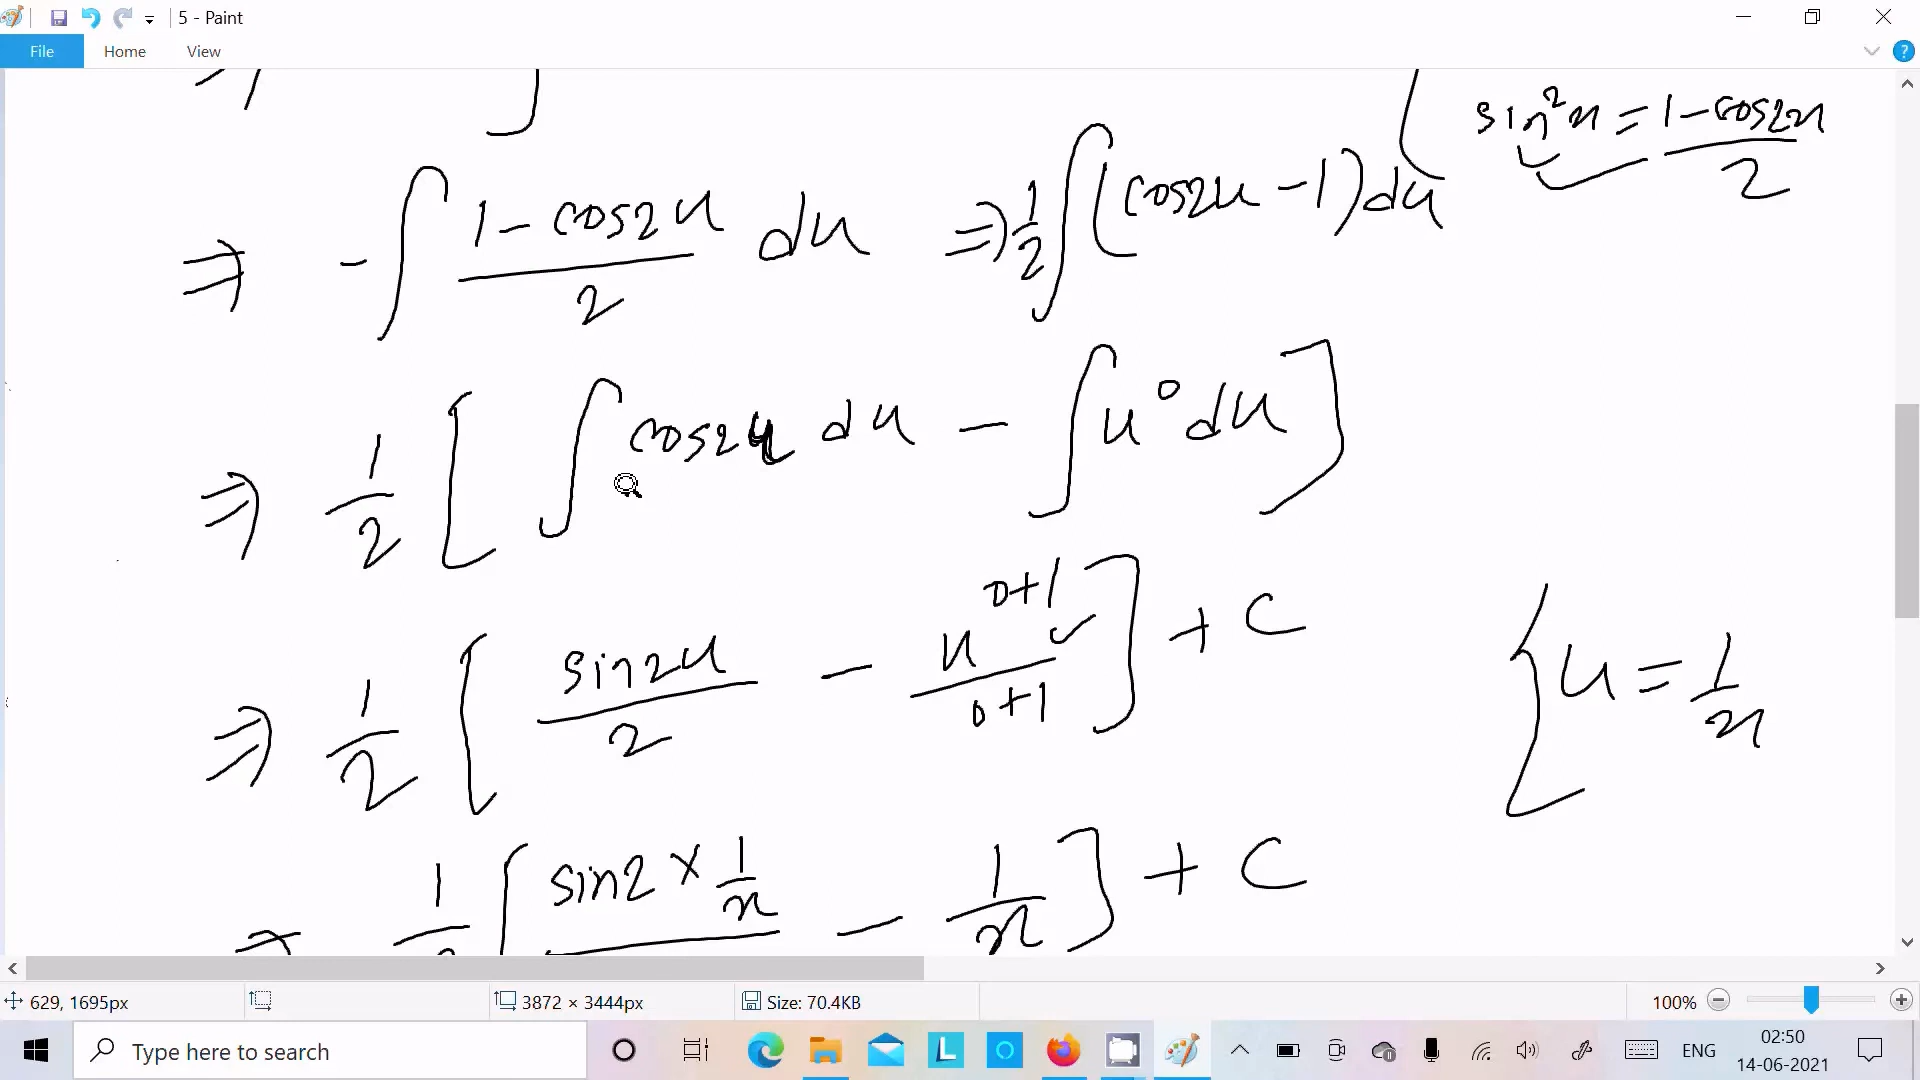 5 - Paint
File Home View
sin²x = 1-cos2x / 2
⇒ -∫ 1-cos2u / 2 du ⇒ 1/2 ∫(cos2u -1)du
⇒ 1/2 [ ∫ cos2u du - ∫ u⁰ du ]
⇒ 1/2 [ sin2u / 2 - u^(0+1) / 0+1 ] + C
{ u = 1/x
⇒ 1/2 [ sin2 × 1/x - 1/x ] + C
629, 1695px 3872 × 3444px Size: 70.4KB 100%
Type here to search
ENG
02:50
14-06-2021